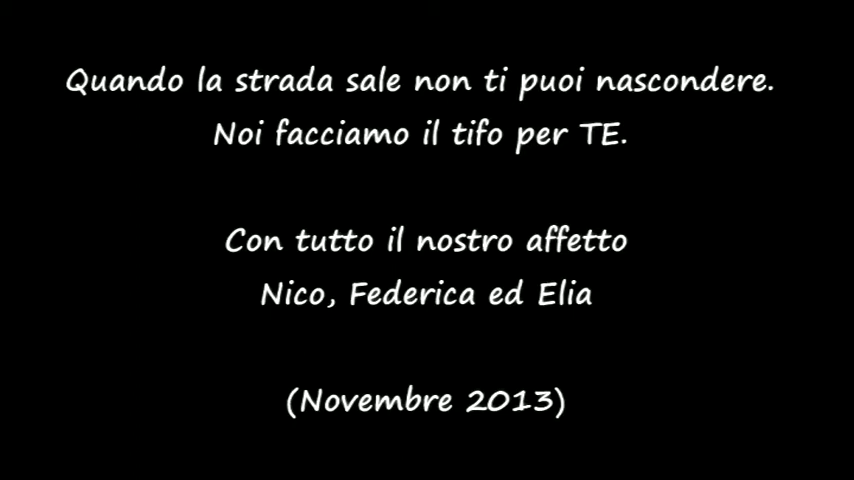 Quando la strada sale non ti puoi nascondere.
Noi facciamo il tifo per TE.
Con tutto il nostro affetto
Nico, Federica ed Elia
(Novembre 2013)